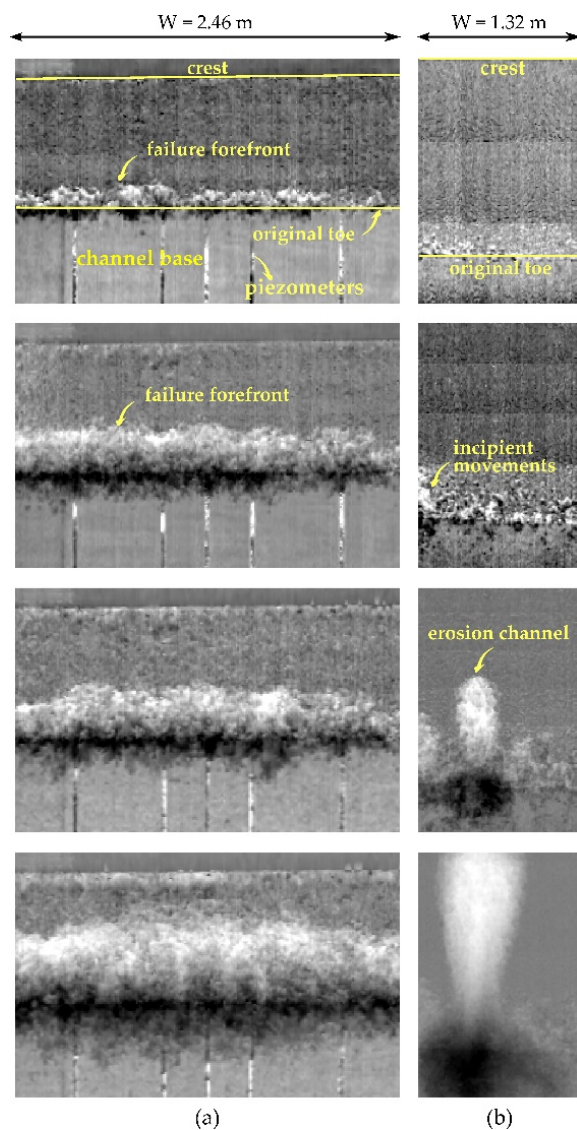 W = 2.46 m
W = 1.32 m
crest
failure forefront
original toe
channel base
piezometers
crest
original toe
failure forefront
incipient
movements
erosion channel
(a)
(b)